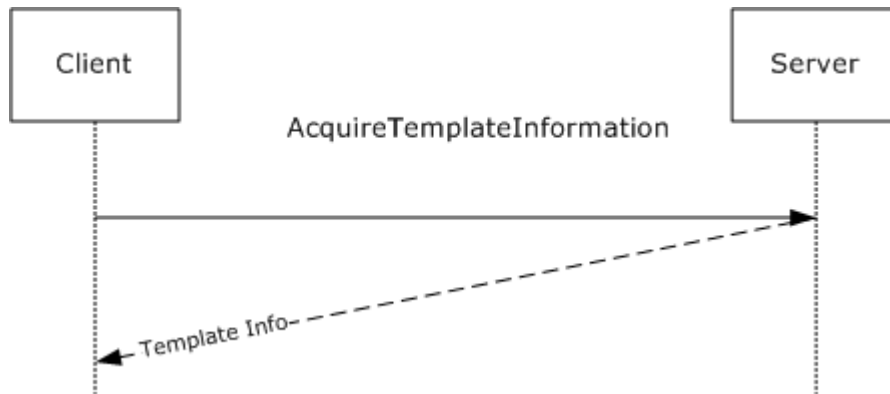 Client
Server
AcquireTemplateInformation
Template Info